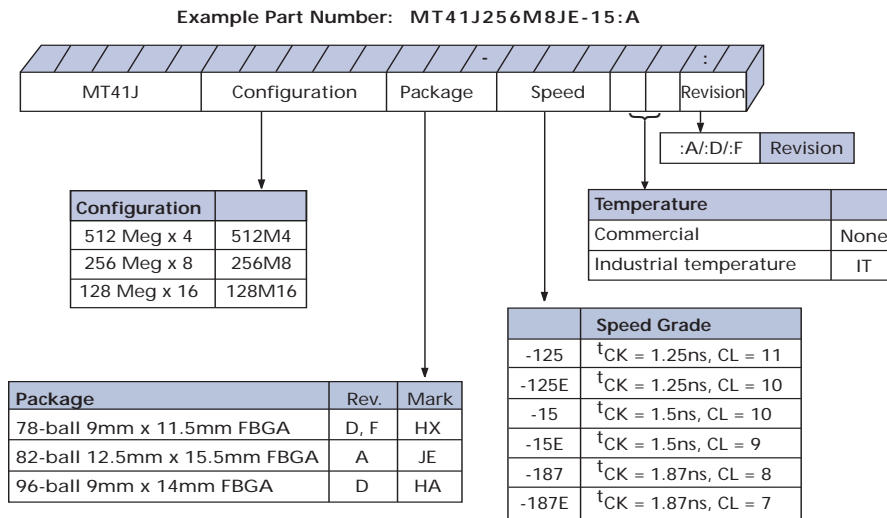 Example Part Number: MT41J256M8JE-15:A
- :
MT41J Configuration Package Speed Revision
:A/:D/:F Revision
Configuration
512 Meg x 4 512M4
256 Meg x 8 256M8
128 Meg x 16 128M16
Temperature
Commercial None
Industrial temperature IT
Speed Grade
-125 tCK = 1.25ns, CL = 11
-125E tCK = 1.25ns, CL = 10
-15 tCK = 1.5ns, CL = 10
-15E tCK = 1.5ns, CL = 9
-187 tCK = 1.87ns, CL = 8
-187E tCK = 1.87ns, CL = 7
Package Rev. Mark
78-ball 9mm x 11.5mm FBGA D, F HX
82-ball 12.5mm x 15.5mm FBGA A JE
96-ball 9mm x 14mm FBGA D HA